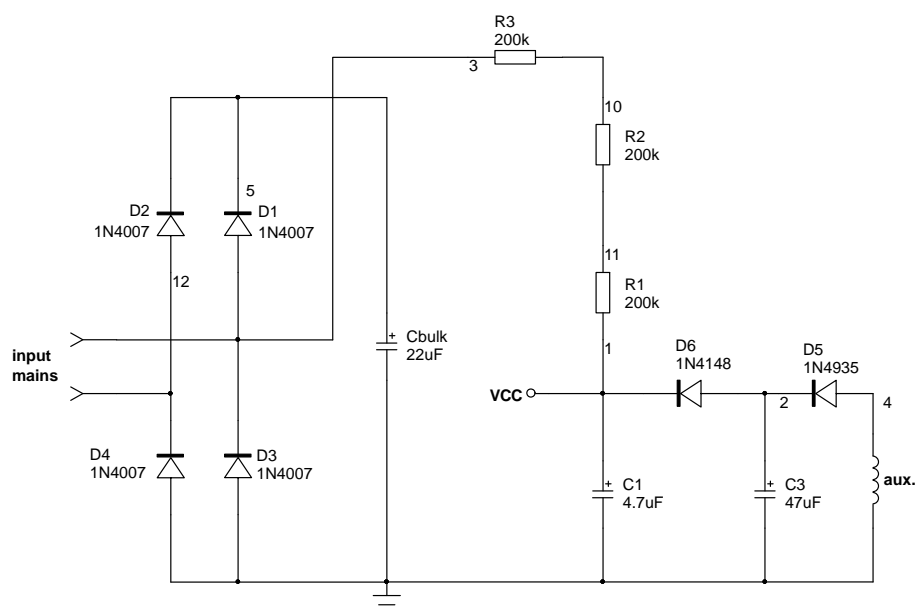 R3
200k
3
10
R2
200k
5
D2
1N4007
D1
1N4007
12
11
R1
200k
input
mains
Cbulk
+
22uF
1
D6
1N4148
D5
1N4935
VCC
2
4
D4
1N4007
D3
1N4007
+
C1
4.7uF
+
C3
47uF
aux.